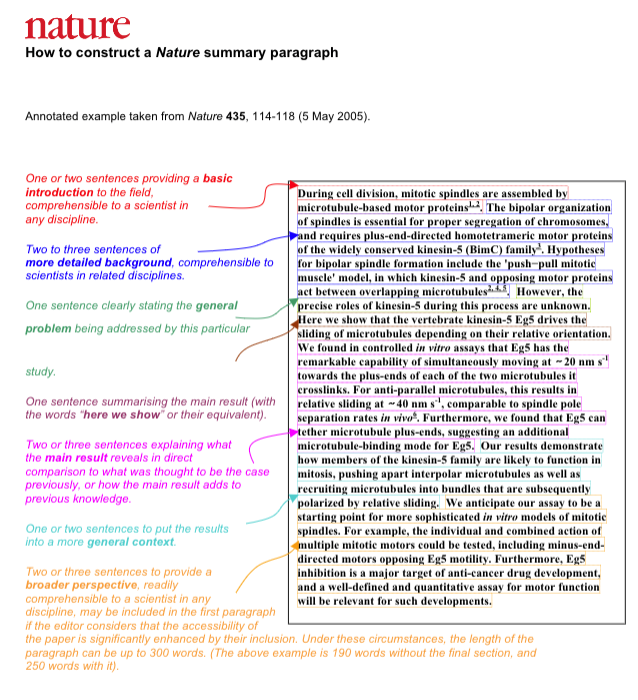 nature
How to construct a Nature summary paragraph
Annotated example taken from Nature 435, 114-118 (5 May 2005).
One or two sentences providing a basic
introduction to the field,
comprehensible to a scientist in
any discipline.
Two to three sentences of
more detailed background, comprehensible to
scientists in related disciplines.
One sentence clearly stating the general
problem being addressed by this particular
study.
One sentence summarising the main result (with
the words “here we show” or their equivalent).
Two or three sentences explaining what
the main result reveals in direct
comparison to what was thought to be the case
previously, or how the main result adds to
previous knowledge.
One or two sentences to put the results
into a more general context.
Two or three sentences to provide a
broader perspective, readily
comprehensible to a scientist in any
discipline, may be included in the first paragraph
if the editor considers that the accessibility of
the paper is significantly enhanced by their inclusion. Under these circumstances, the length of the
paragraph can be up to 300 words. (The above example is 190 words without the final section, and
250 words with it).
During cell division, mitotic spindles are assembled by
microtubule-based motor proteins1, 2. The bipolar organization
of spindles is essential for proper segregation of chromosomes,
and requires plus-end-directed homotetrameric motor proteins
of the widely conserved kinesin-5 (BimC) family3. Hypotheses
for bipolar spindle formation include the 'push–pull mitotic
muscle' model, in which kinesin-5 and opposing motor proteins
act between overlapping microtubules2, 4, 5. However, the
precise roles of kinesin-5 during this process are unknown.
Here we show that the vertebrate kinesin-5 Eg5 drives the
sliding of microtubules depending on their relative orientation.
We found in controlled in vitro assays that Eg5 has the
remarkable capability of simultaneously moving at ~20 nm s-1
towards the plus-ends of each of the two microtubules it
crosslinks. For anti-parallel microtubules, this results in
relative sliding at ~40 nm s-1, comparable to spindle pole
separation rates in vivo6. Furthermore, we found that Eg5 can
tether microtubule plus-ends, suggesting an additional
microtubule-binding mode for Eg5. Our results demonstrate
how members of the kinesin-5 family are likely to function in
mitosis, pushing apart interpolar microtubules as well as
recruiting microtubules into bundles that are subsequently
polarized by relative sliding. We anticipate our assay to be a
starting point for more sophisticated in vitro models of mitotic
spindles. For example, the individual and combined action of
multiple mitotic motors could be tested, including minus-end-
directed motors opposing Eg5 motility. Furthermore, Eg5
inhibition is a major target of anti-cancer drug development,
and a well-defined and quantitative assay for motor function
will be relevant for such developments.